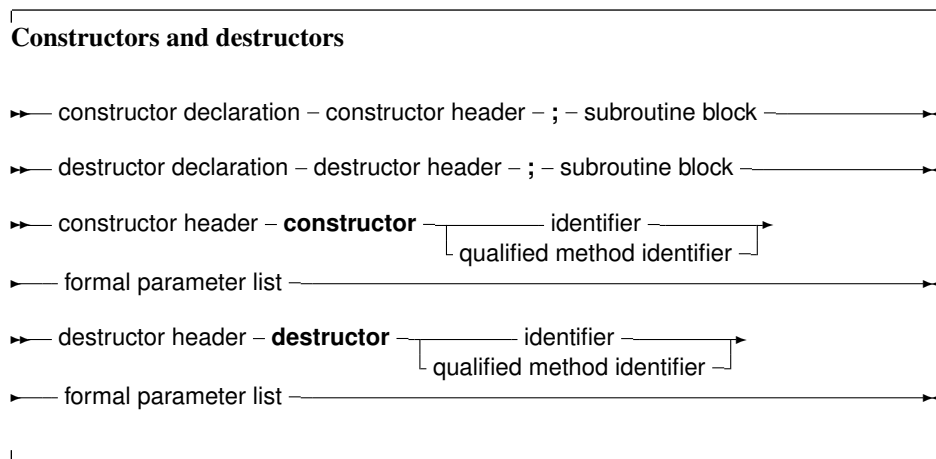 Constructors and destructors
constructor declaration – constructor header – ; – subroutine block
destructor declaration – destructor header – ; – subroutine block
constructor header – constructor – identifier
qualified method identifier
formal parameter list
destructor header – destructor – identifier
qualified method identifier
formal parameter list